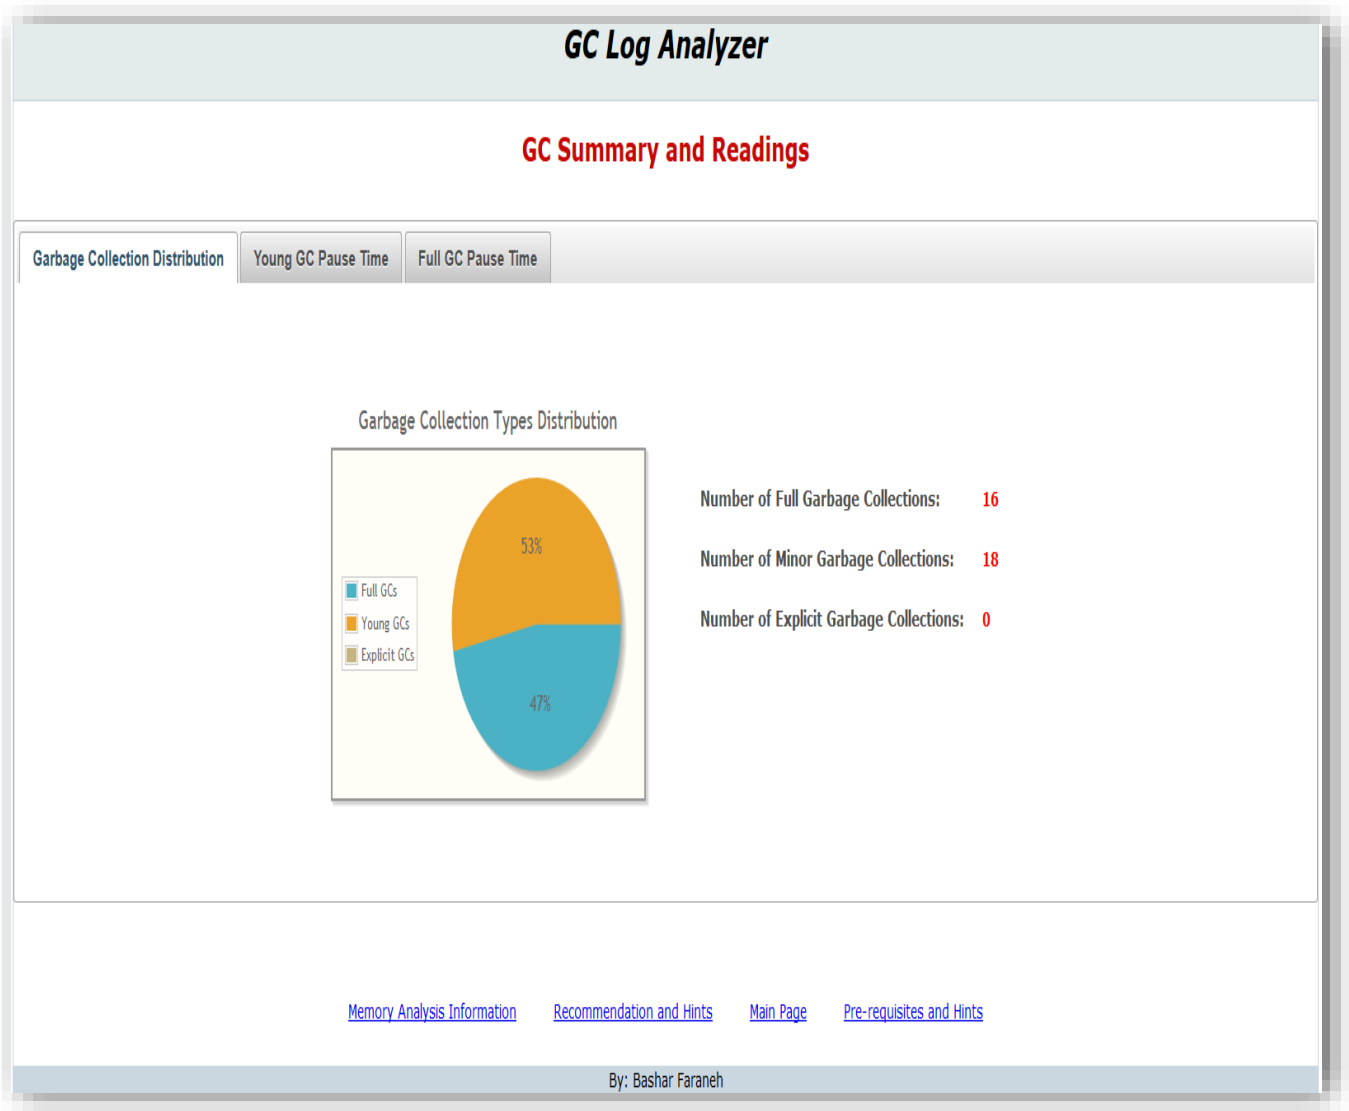 GC Log Analyzer
GC Summary and Readings
Garbage Collection Distribution
Young GC Pause Time
Full GC Pause Time
Garbage Collection Types Distribution
53%
47%
Full GCs
Young GCs
Explicit GCs
Number of Full Garbage Collections: 16
Number of Minor Garbage Collections: 18
Number of Explicit Garbage Collections: 0
Memory Analysis Information
Recommendation and Hints
Main Page
Pre-requisites and Hints
By: Bashar Faraneh